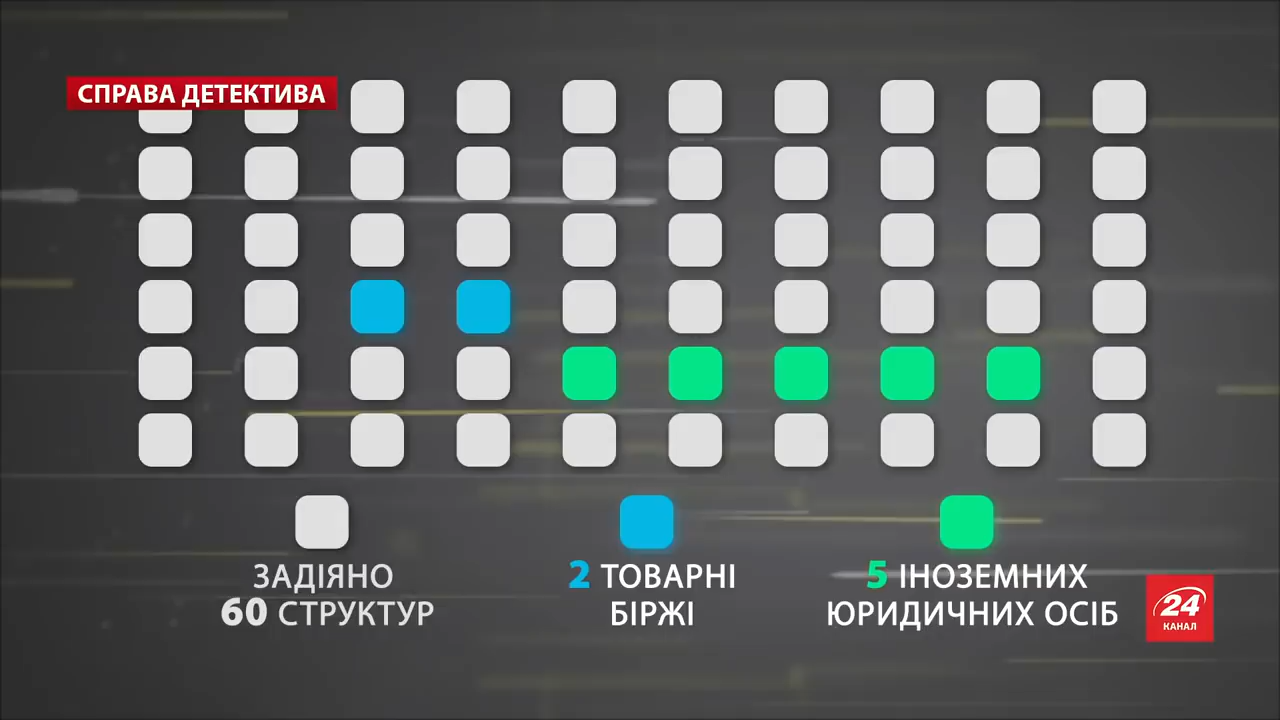 СПРАВА ДЕТЕКТИВА
ЗАДІЯНО
60 СТРУКТУР
2 ТОВАРНІ
БІРЖІ
5 ІНОЗЕМНИХ
ЮРИДИЧНИХ ОСІБ
24
КАНАЛ